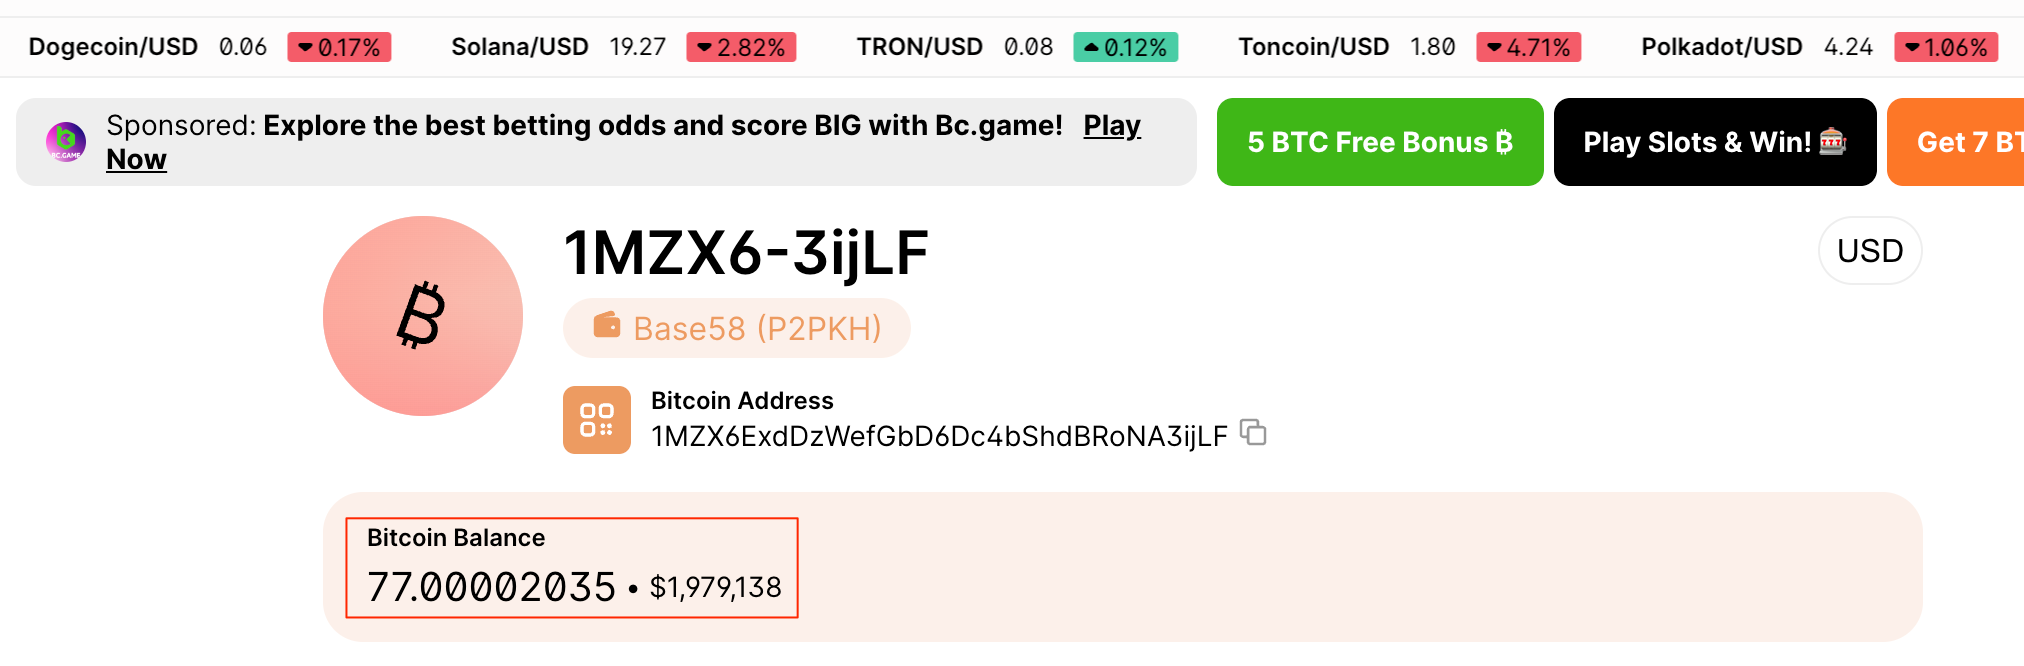 Dogecoin/USD 0.06 0.17% Solana/USD 19.27 2.82% TRON/USD 0.08 0.12% Toncoin/USD 1.80 4.71% Polkadot/USD 4.24 1.06%
Sponsored: Explore the best betting odds and score BIG with Bc.game! Play
Now
BC.GAME
5 BTC Free Bonus ₿
Play Slots & Win! 🎰
Get 7 BT
1MZX6-3ijLF
USD
Base58 (P2PKH)
Bitcoin Address
1MZX6ExdDzWefGbD6Dc4bShdBRoNA3ijLF
Bitcoin Balance
77.00002035 • $1,979,138